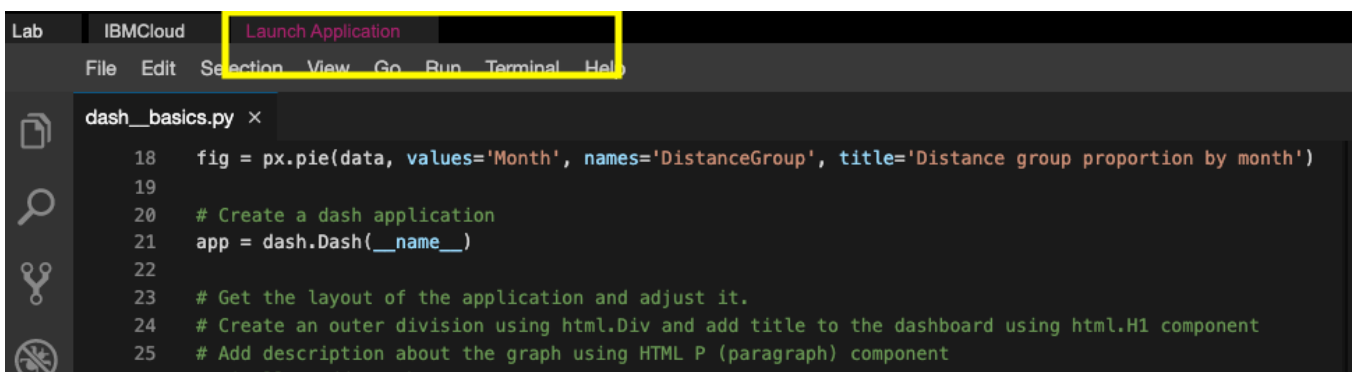 Lab IBMCloud Launch Application
File Edit Selection View Go Run Terminal Help
dash__basics.py ×
18 fig = px.pie(data, values='Month', names='DistanceGroup', title='Distance group proportion by month')
19
20 # Create a dash application
21 app = dash.Dash(__name__)
22
23 # Get the layout of the application and adjust it.
24 # Create an outer division using html.Div and add title to the dashboard using html.H1 component
25 # Add description about the graph using HTML P (paragraph) component